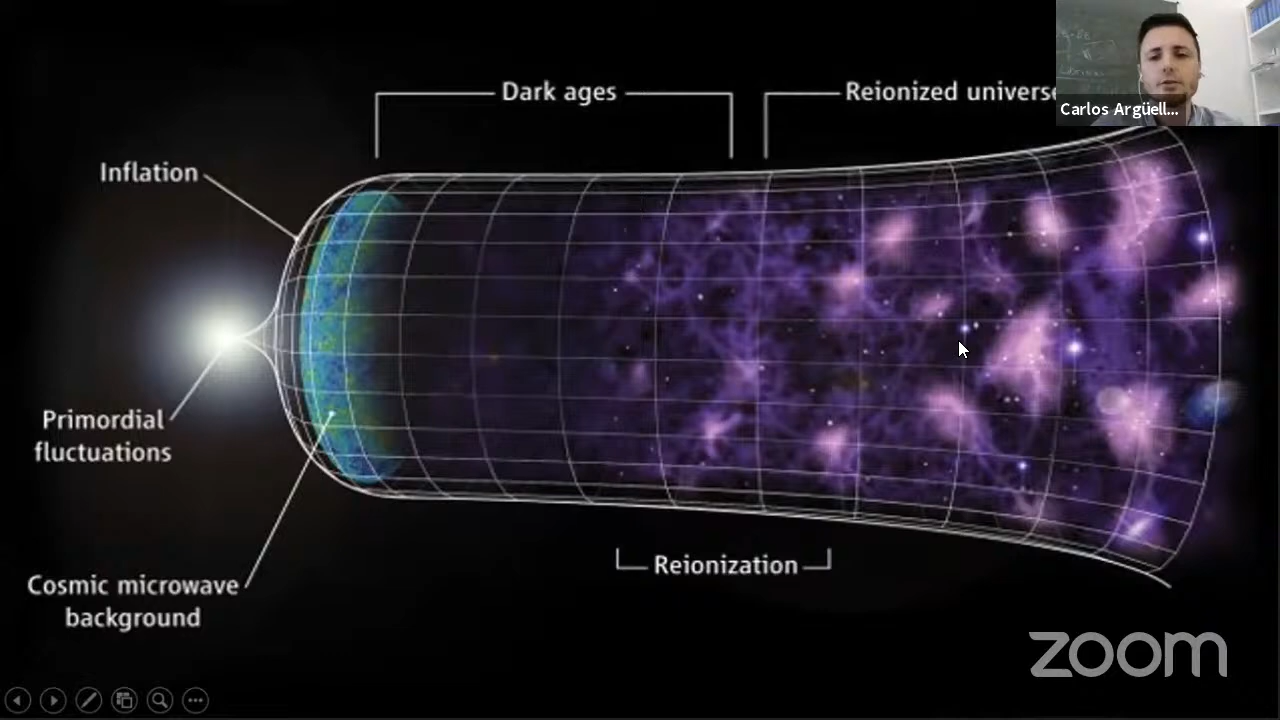 Dark ages
Reionized universe
Carlos Argüell...
Inflation
Primordial
fluctuations
Reionization
Cosmic microwave
background
zoom